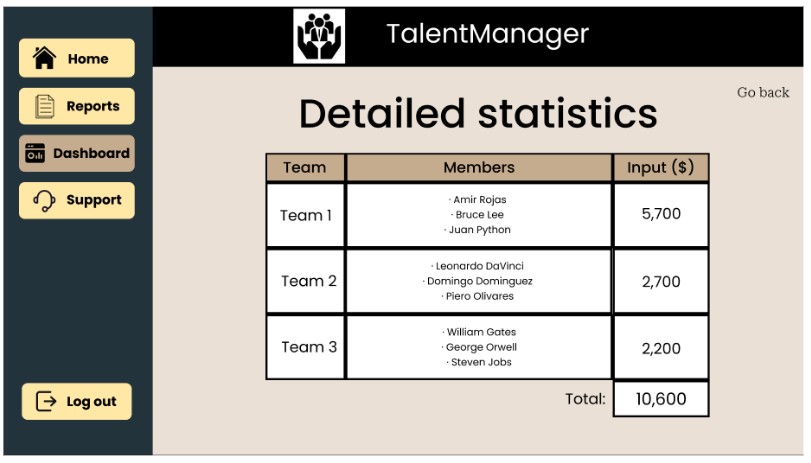 TalentManager
Home
Reports
Dashboard
Support
Log out
Go back
Detailed statistics
Team Members Input ($)
Team 1
· Amir Rojas
· Bruce Lee
· Juan Python
5,700
Team 2
· Leonardo DaVinci
· Domingo Dominguez
· Piero Olivares
2,700
Team 3
· William Gates
· George Orwell
· Steven Jobs
2,200
Total: 10,600